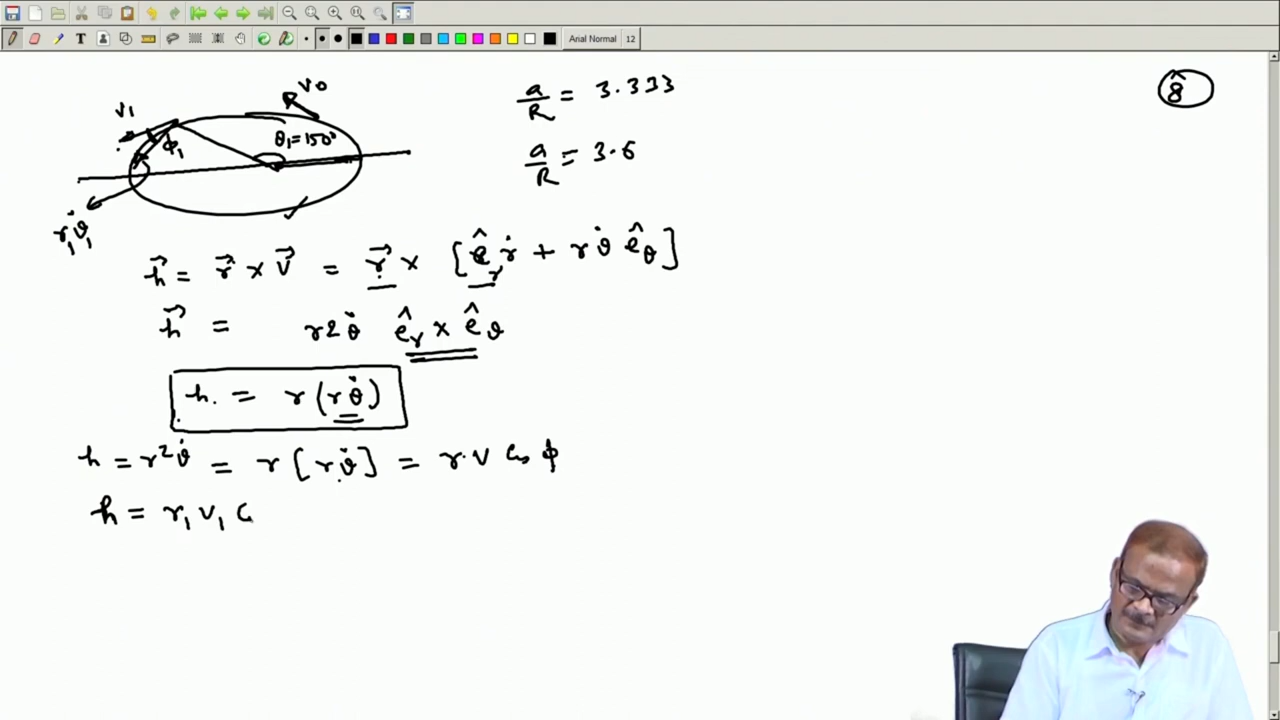 Arial Normal 12
8
V0
V1
ϕ1
θ1=150°
r1θ̇1
a/R = 3.333
a/R = 3.6
h⃗ = r⃗ × V⃗ = r⃗ × [êr ṙ + rθ̇ êθ]
h⃗ = r2θ̇ êr × êθ
h. = r(rθ̇)
h = r²θ̇ = r[rθ̇] = r.V Cos ϕ
h = r1 V1 C